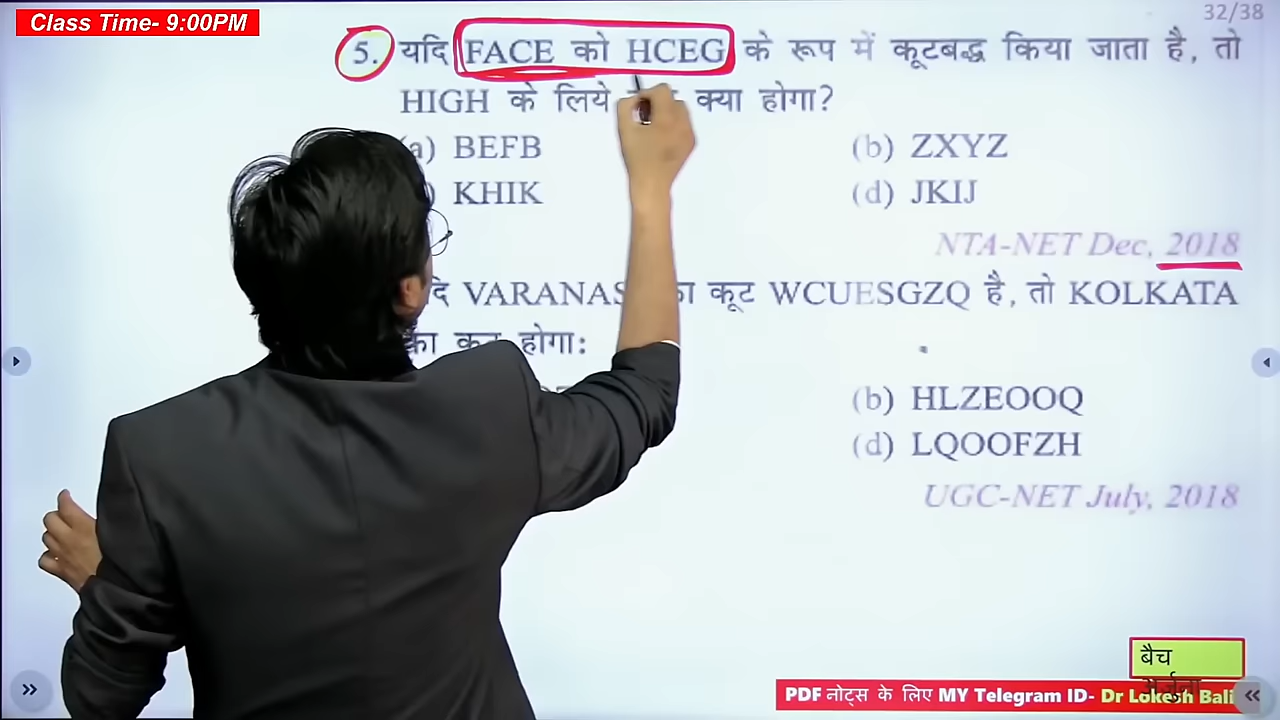 Class Time- 9:00PM
32/38
5. यदि FACE को HCEG के रूप में कूटबद्ध किया जाता है, तो
HIGH के लिये क्या होगा?
a) BEFB (b) ZXYZ
) KHIK (d) JKIJ
NTA-NET Dec, 2018
दि VARANAS का कूट WCUESGZQ है, तो KOLKATA
का कूट होगा:
(b) HLZEOOQ
(d) LQOOFZH
UGC-NET July, 2018
बैच
PDF नोट्स के लिए MY Telegram ID- Dr Lokesh Bali